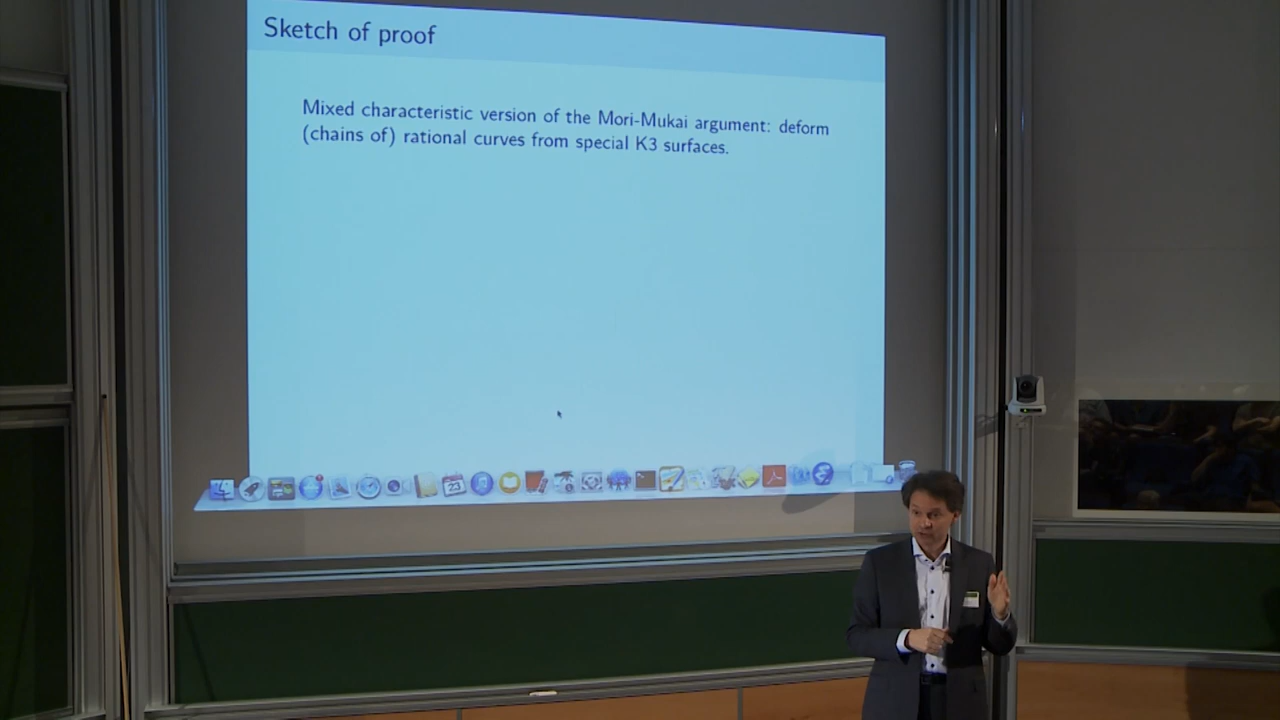 Sketch of proof
Mixed characteristic version of the Mori-Mukai argument: deform
(chains of) rational curves from special K3 surfaces.
23